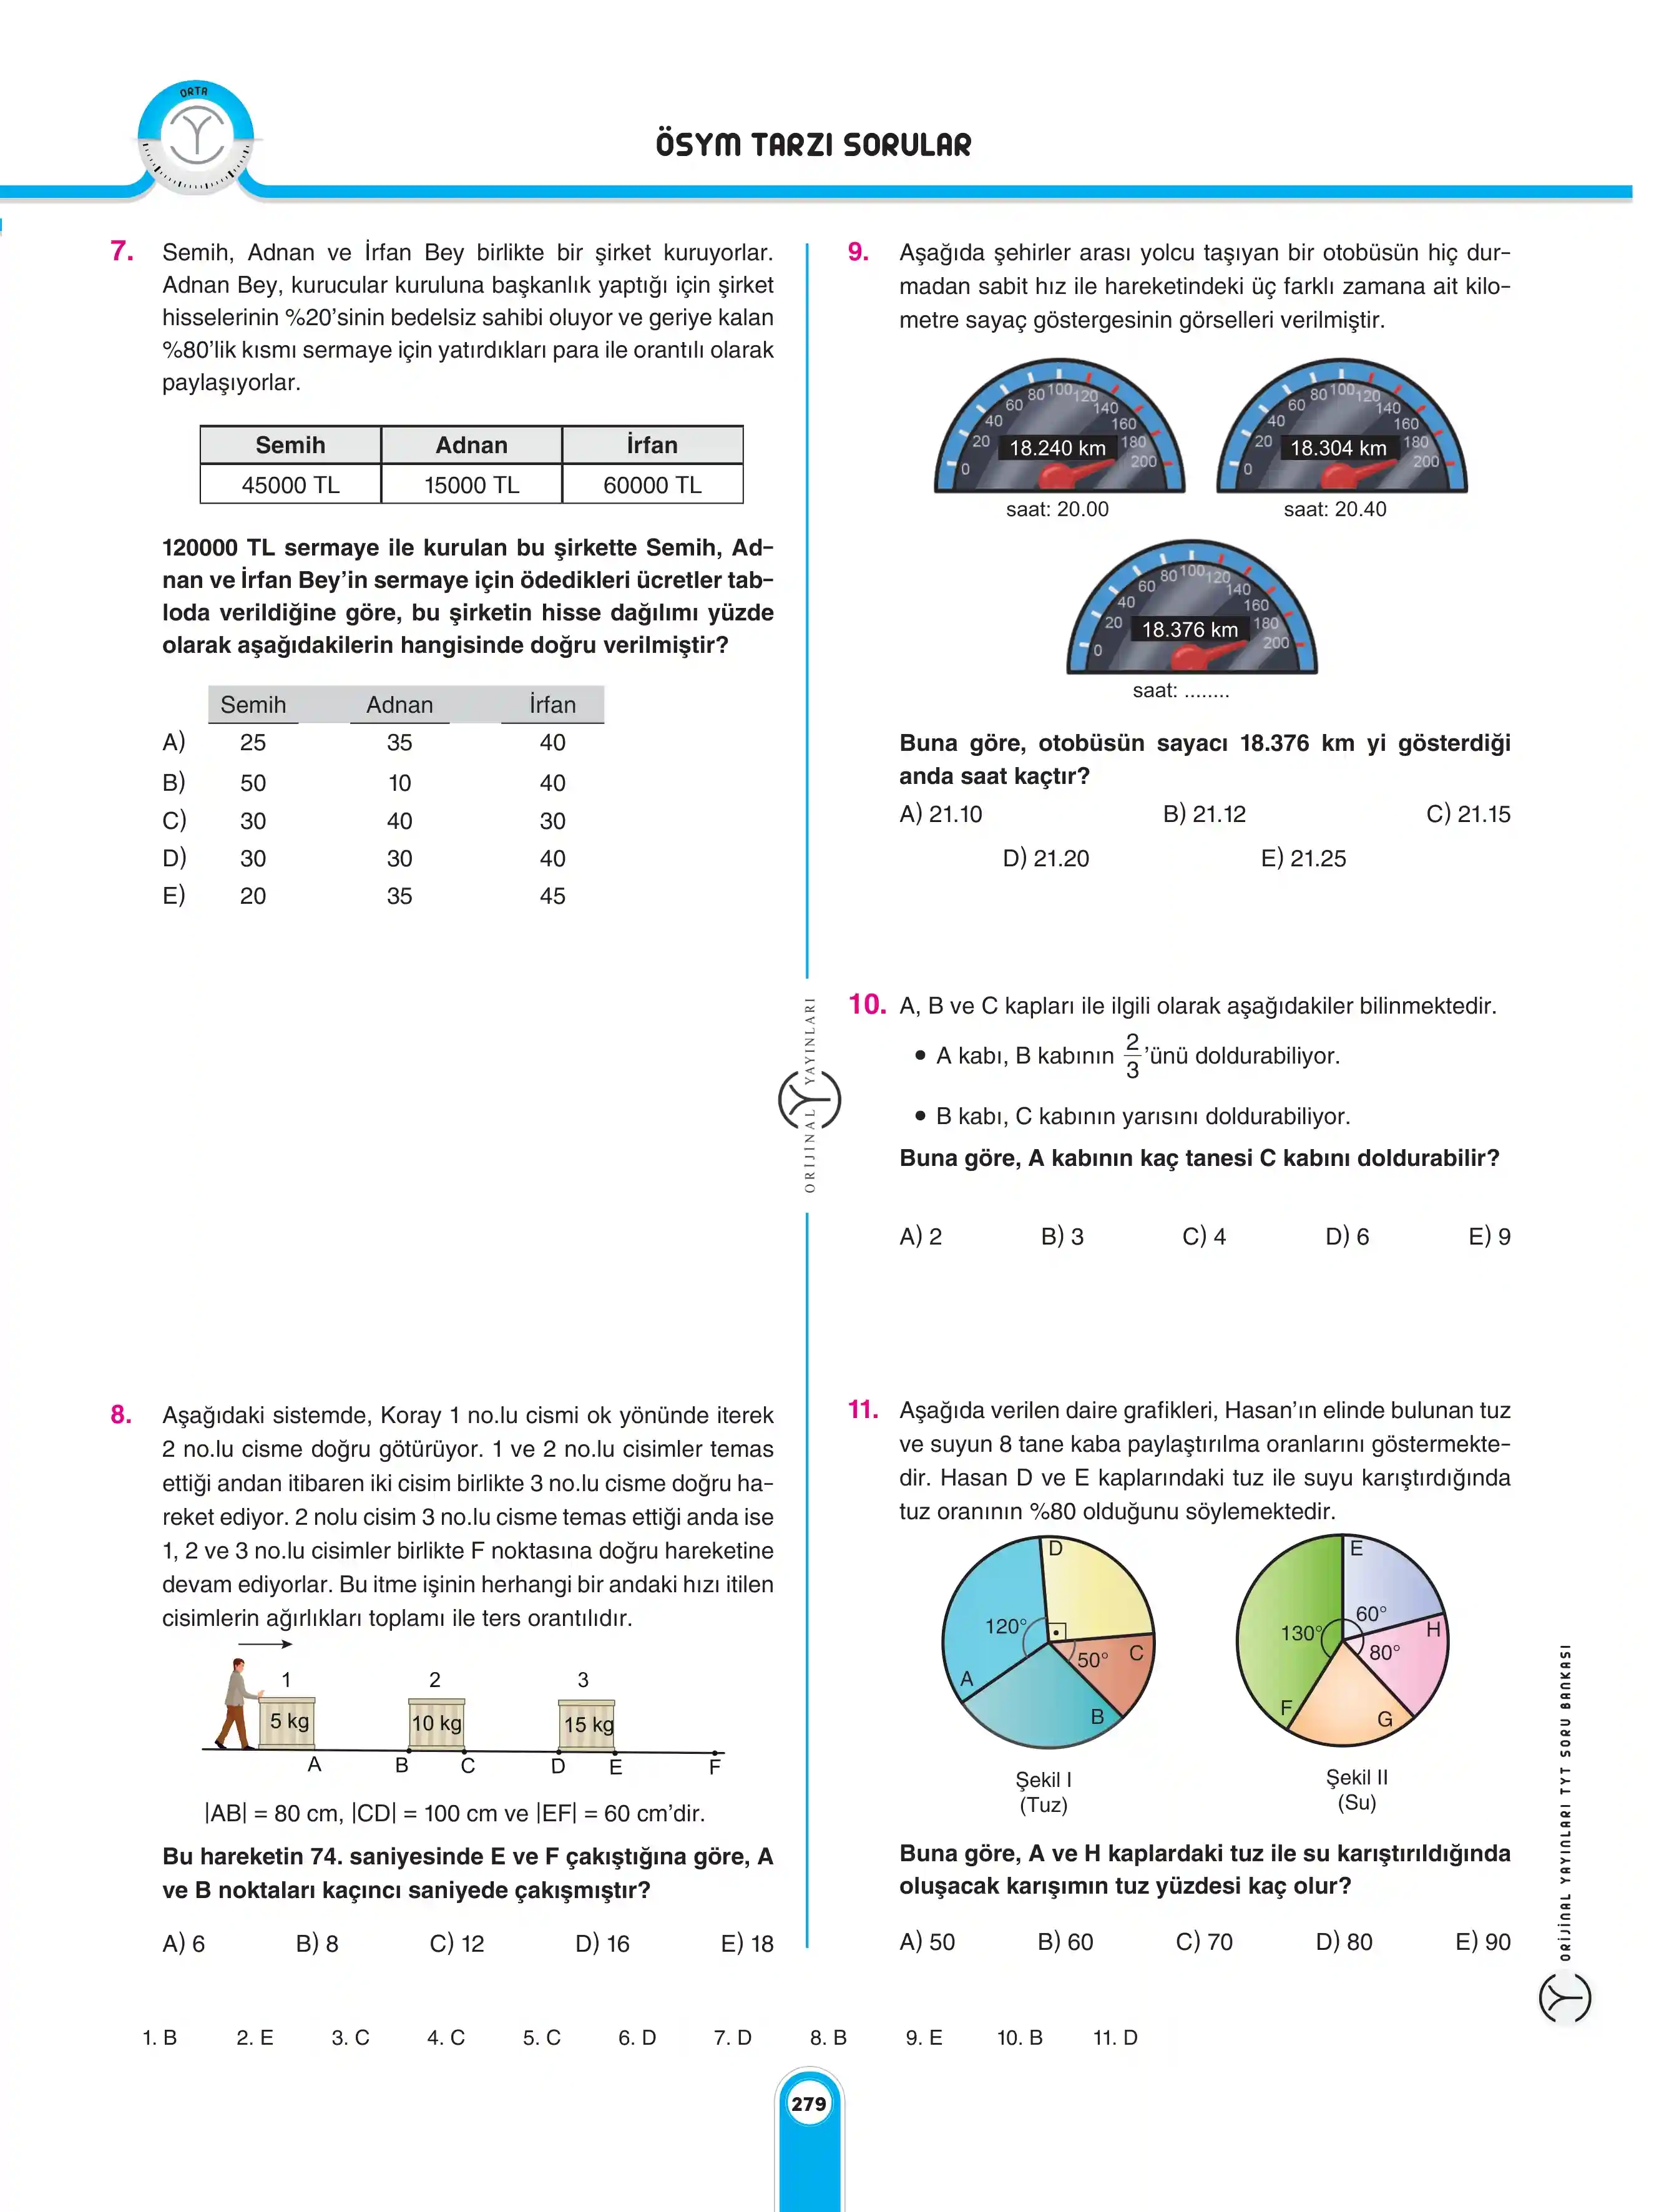 ORTA
ÖSYM TARZI SORULAR
7. Semih, Adnan ve İrfan Bey birlikte bir şirket kuruyorlar.
Adnan Bey, kurucular kuruluna başkanlık yaptığı için şirket
hisselerinin %20'sinin bedelsiz sahibi oluyor ve geriye kalan
%80'lik kısmı sermaye için yatırdıkları para ile orantılı olarak
paylaşıyorlar.
Semih Adnan İrfan
45000 TL 15000 TL 60000 TL
120000 TL sermaye ile kurulan bu şirkette Semih, Ad-
nan ve İrfan Bey'in sermaye için ödedikleri ücretler tab-
loda verildiğine göre, bu şirketin hisse dağılımı yüzde
olarak aşağıdakilerin hangisinde doğru verilmiştir?
Semih Adnan İrfan
A) 25 35 40
B) 50 10 40
C) 30 40 30
D) 30 30 40
E) 20 35 45
8. Aşağıdaki sistemde, Koray 1 no.lu cismi ok yönünde iterek
2 no.lu cisme doğru götürüyor. 1 ve 2 no.lu cisimler temas
ettiği andan itibaren iki cisim birlikte 3 no.lu cisme doğru ha-
reket ediyor. 2 nolu cisim 3 no.lu cisme temas ettiği anda ise
1, 2 ve 3 no.lu cisimler birlikte F noktasına doğru hareketine
devam ediyorlar. Bu itme işinin herhangi bir andaki hızı itilen
cisimlerin ağırlıkları toplamı ile ters orantılıdır.
1 2 3
5 kg 10 kg 15 kg
A B C D E F
|AB| = 80 cm, |CD| = 100 cm ve |EF| = 60 cm'dir.
Bu hareketin 74. saniyesinde E ve F çakıştığına göre, A
ve B noktaları kaçıncı saniyede çakışmıştır?
A) 6 B) 8 C) 12 D) 16 E) 18
9. Aşağıda şehirler arası yolcu taşıyan bir otobüsün hiç dur-
madan sabit hız ile hareketindeki üç farklı zamana ait kilo-
metre sayaç göstergesinin görselleri verilmiştir.
0 20 40 60 80 100 120 140 160 180 200
18.240 km
saat: 20.00
0 20 40 60 80 100 120 140 160 180 200
18.304 km
saat: 20.40
0 20 40 60 80 100 120 140 160 180 200
18.376 km
saat: ........
Buna göre, otobüsün sayacı 18.376 km yi gösterdiği
anda saat kaçtır?
A) 21.10 B) 21.12 C) 21.15
D) 21.20 E) 21.25
10. A, B ve C kapları ile ilgili olarak aşağıdakiler bilinmektedir.
• A kabı, B kabının 2/3'ünü doldurabiliyor.
• B kabı, C kabının yarısını doldurabiliyor.
Buna göre, A kabının kaç tanesi C kabını doldurabilir?
A) 2 B) 3 C) 4 D) 6 E) 9
11. Aşağıda verilen daire grafikleri, Hasan'ın elinde bulunan tuz
ve suyun 8 tane kaba paylaştırılma oranlarını göstermekte-
dir. Hasan D ve E kaplarındaki tuz ile suyu karıştırdığında
tuz oranının %80 olduğunu söylemektedir.
D
120°
50° C
A
B
Şekil I
(Tuz)
E
60°
130° H
80°
F
G
Şekil II
(Su)
Buna göre, A ve H kaplardaki tuz ile su karıştırıldığında
oluşacak karışımın tuz yüzdesi kaç olur?
A) 50 B) 60 C) 70 D) 80 E) 90
ORİJİNAL YAYINLARI
ORİJİNAL YAYINLARI TYT SORU BANKASI
1. B 2. E 3. C 4. C 5. C 6. D 7. D 8. B 9. E 10. B 11. D
279